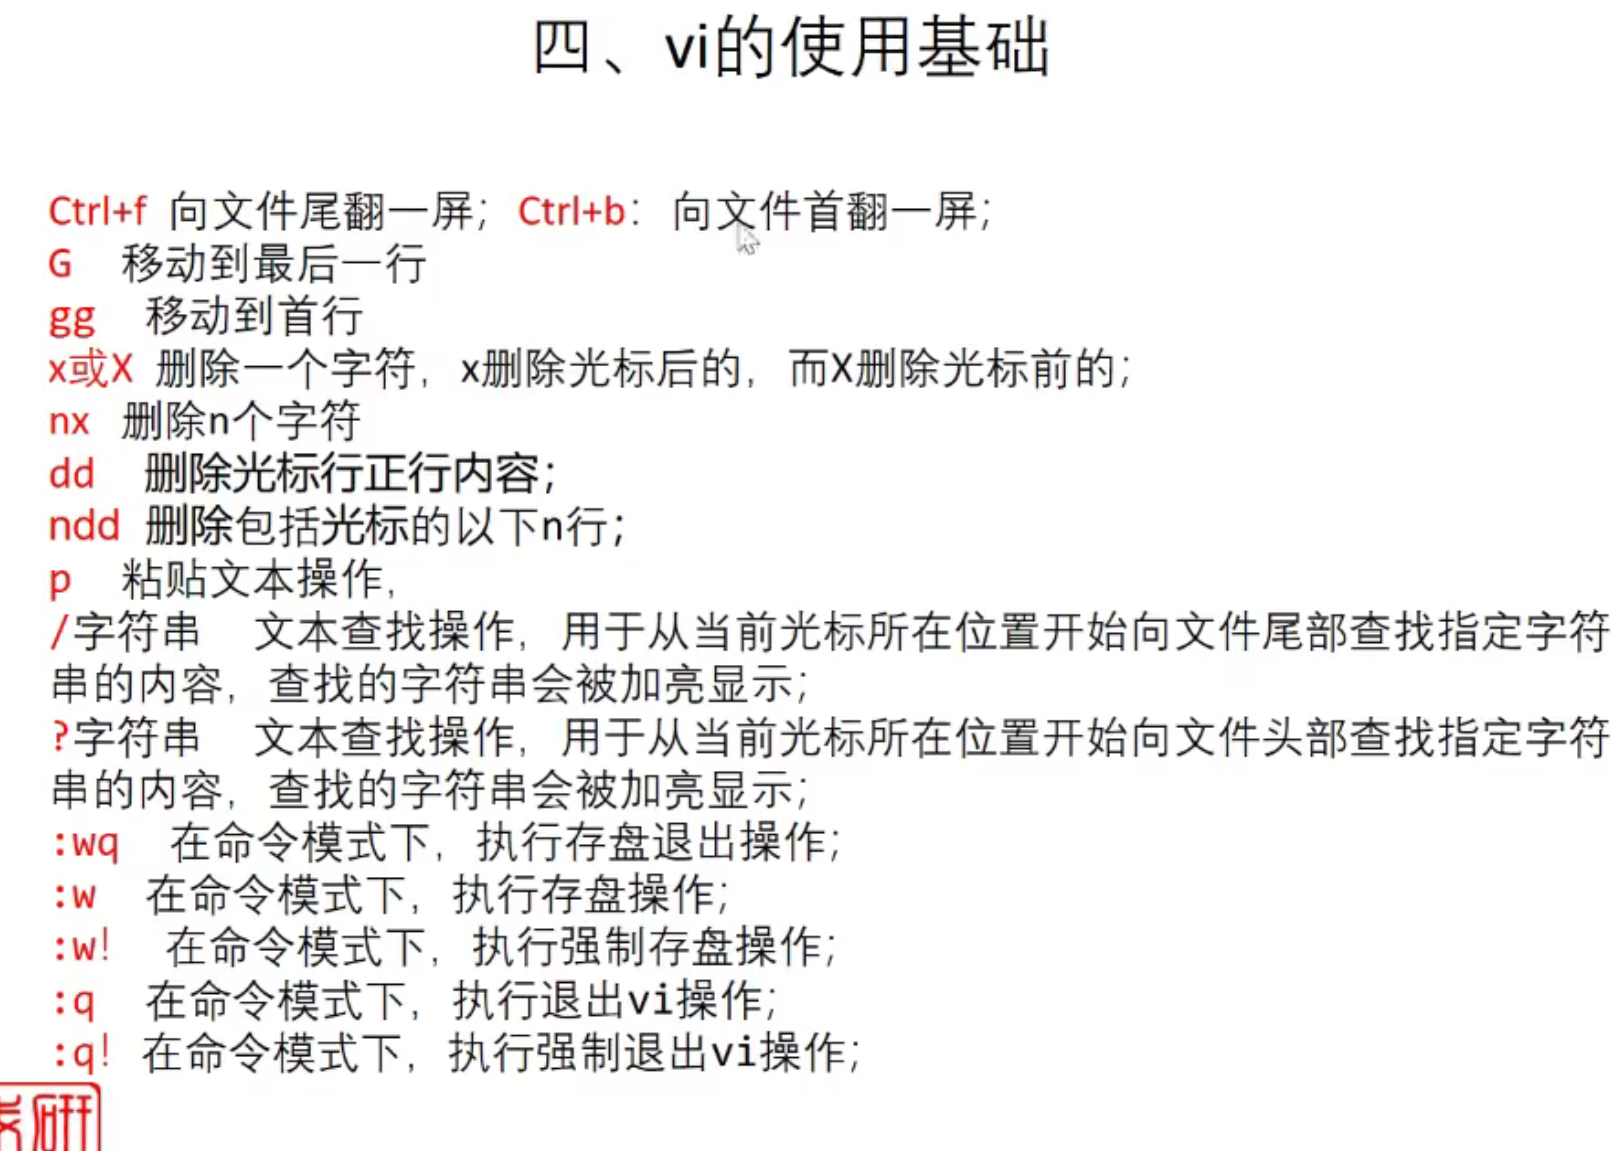 四、vi的使用基础
Ctrl+f 向文件尾翻一屏; Ctrl+b: 向文件首翻一屏;
G 移动到最后一行
gg 移动到首行
x或X 删除一个字符, x删除光标后的, 而X删除光标前的;
nx 删除n个字符
dd 删除光标行正行内容;
ndd 删除包括光标的以下n行;
p 粘贴文本操作,
/字符串 文本查找操作, 用于从当前光标所在位置开始向文件尾部查找指定字符
串的内容, 查找的字符串会被加亮显示;
?字符串 文本查找操作, 用于从当前光标所在位置开始向文件头部查找指定字符
串的内容, 查找的字符串会被加亮显示;
:wq 在命令模式下, 执行存盘退出操作;
:w 在命令模式下, 执行存盘操作;
:w! 在命令模式下, 执行强制存盘操作;
:q 在命令模式下, 执行退出vi操作;
:q! 在命令模式下, 执行强制退出vi操作;
研